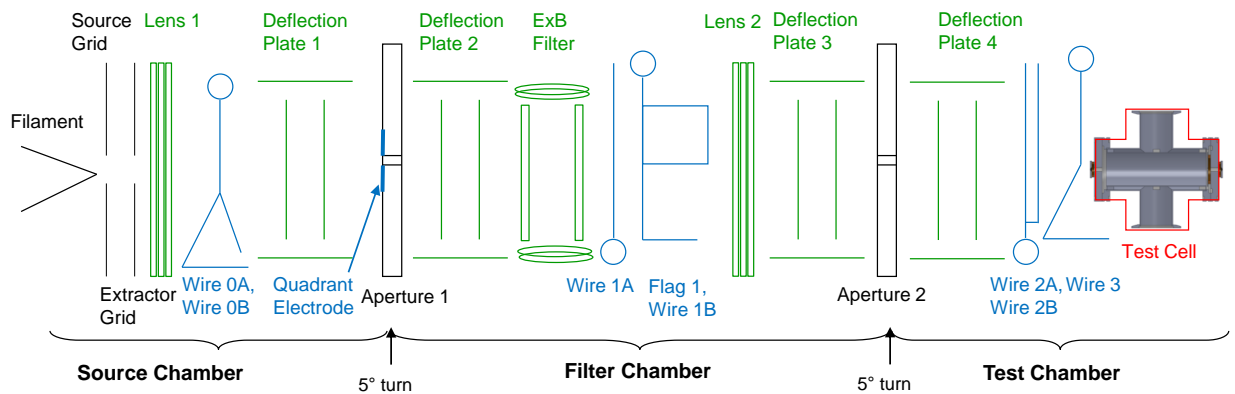 Source
Grid
Lens 1
Deflection
Plate 1
Deflection
Plate 2
ExB
Filter
Lens 2
Deflection
Plate 3
Deflection
Plate 4
Filament
Extractor
Grid
Wire 0A,
Wire 0B
Quadrant
Electrode
Aperture 1
Wire 1A
Flag 1,
Wire 1B
Aperture 2
Wire 2A,
Wire 2B
Wire 3
Test Cell
Source Chamber
5° turn
Filter Chamber
5° turn
Test Chamber